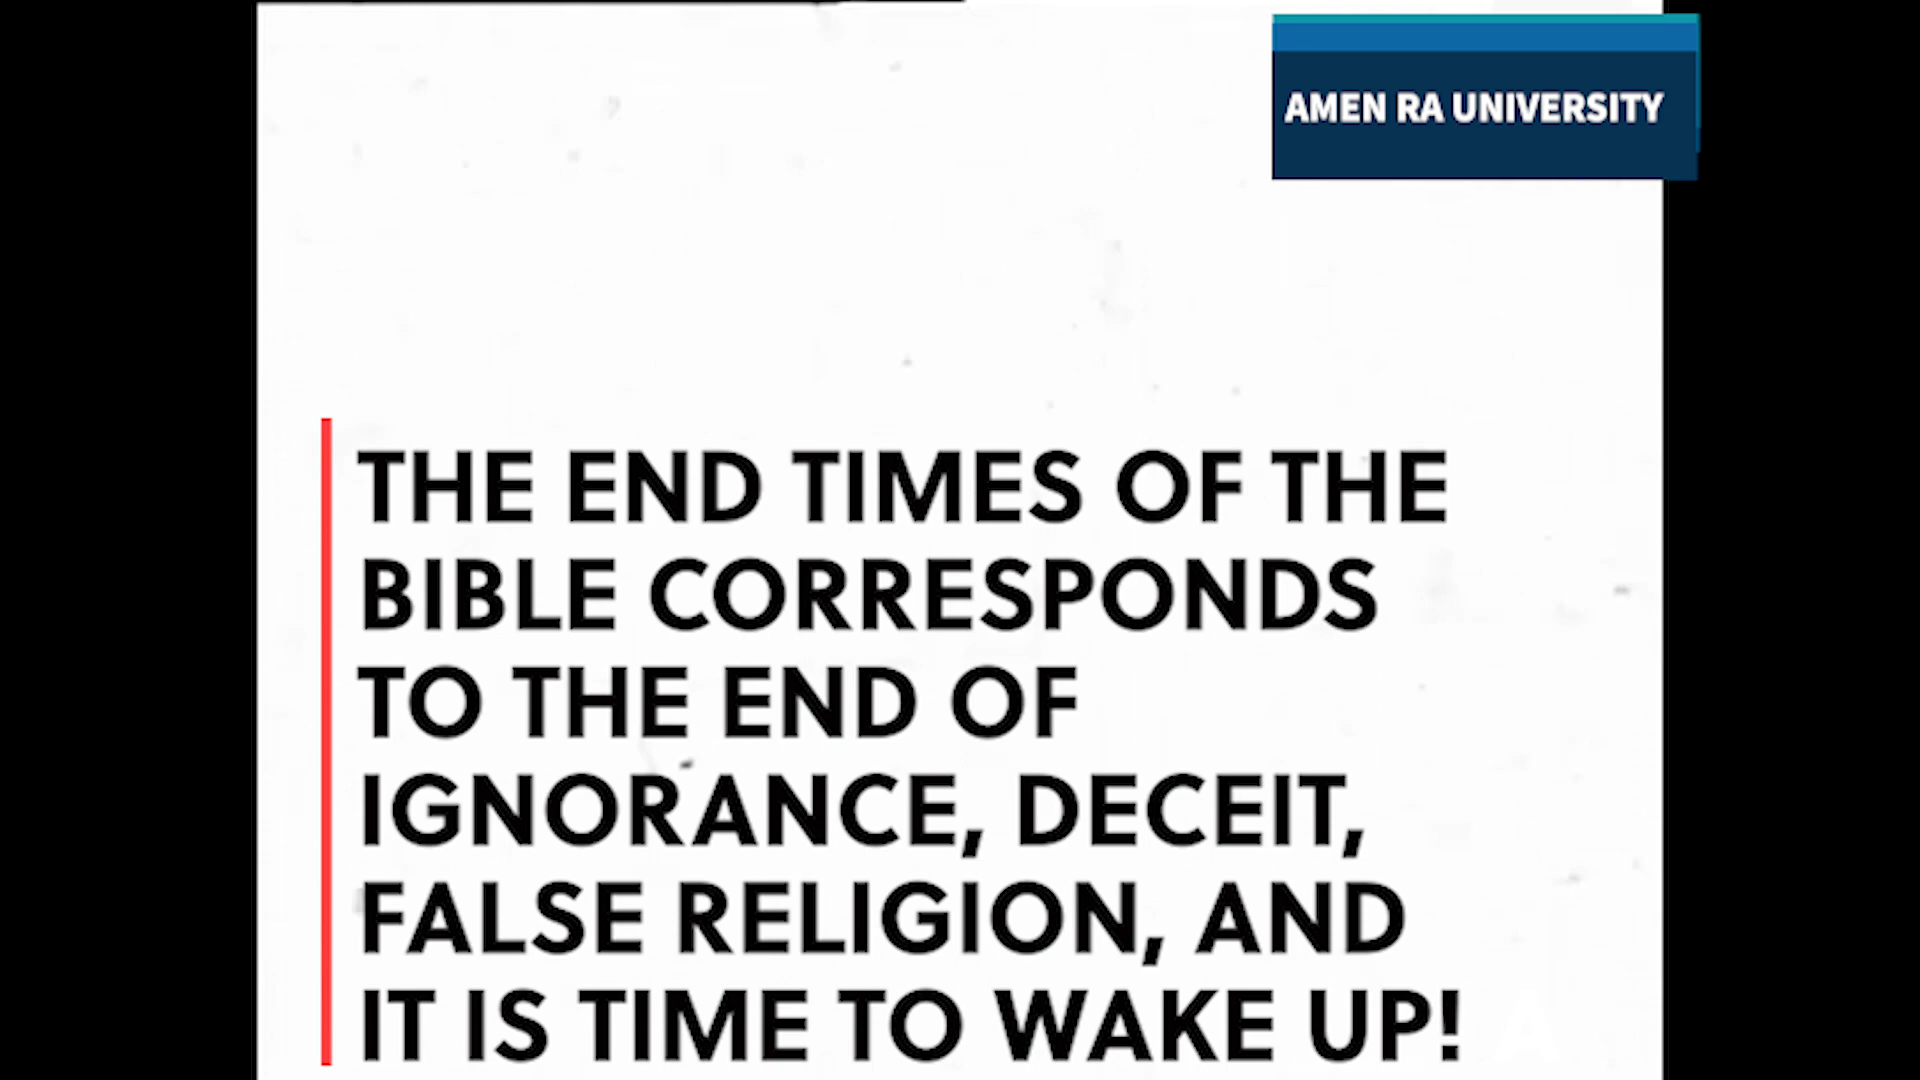 AMEN RA UNIVERSITY
THE END TIMES OF THE
BIBLE CORRESPONDS
TO THE END OF
IGNORANCE, DECEIT,
FALSE RELIGION, AND
IT IS TIME TO WAKE UP!